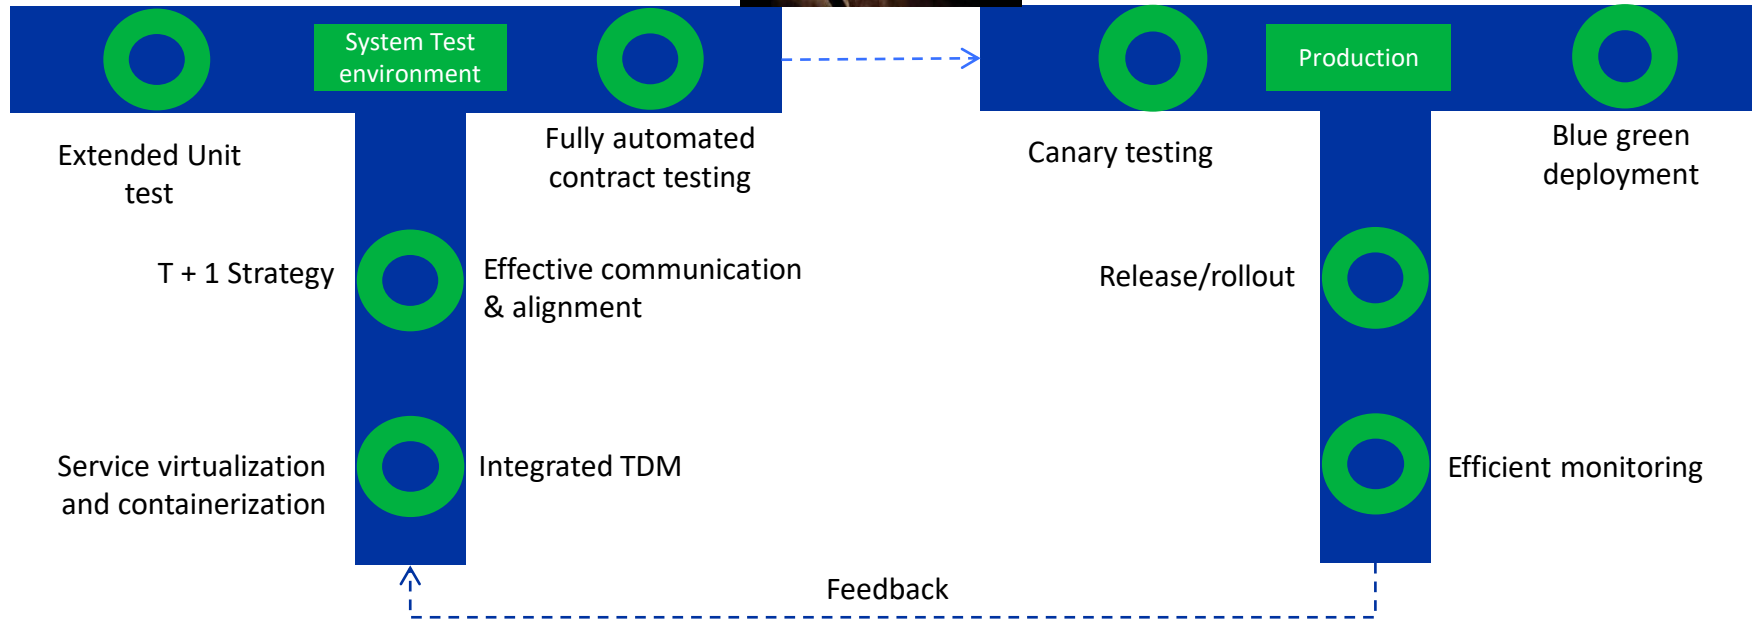 System Test
environment
Production
Extended Unit
test
Fully automated
contract testing
Canary testing
Blue green
deployment
T + 1 Strategy
Effective communication
& alignment
Release/rollout
Service virtualization
and containerization
Integrated TDM
Efficient monitoring
Feedback